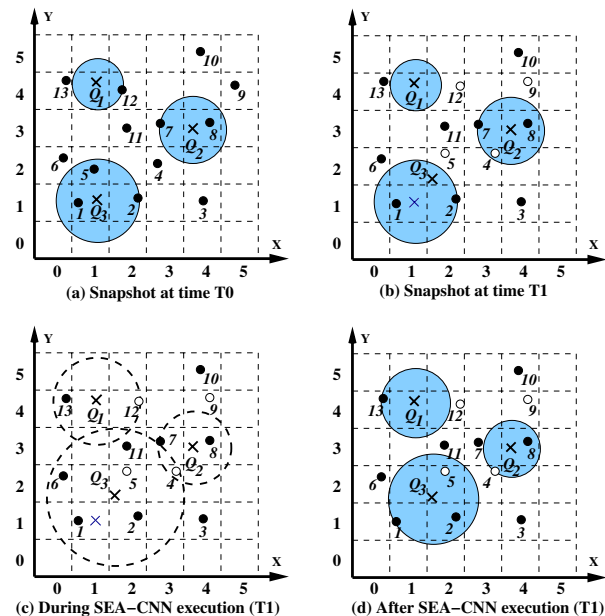 Y
5
4
3
2
1
0
0 1 2 3 4 5
X
13
Q1
12
10
9
11
7
8
Q2
6
5
4
1
Q3
2
3
(a) Snapshot at time T0
Y
5
4
3
2
1
0
0 1 2 3 4 5
X
13
Q1
12
10
9
11
7
8
Q2
6
5
4
Q3
1
2
3
(b) Snapshot at time T1
Y
5
4
3
2
1
0
0 1 2 3 4 5
X
13
Q1
12
10
9
11
7
8
Q2
6
Q3
5
4
1
2
3
(c) During SEA-CNN execution (T1)
Y
5
4
3
2
1
0
0 1 2 3 4 5
X
13
Q1
12
10
9
11
7
8
Q2
6
Q3
5
4
1
2
3
(d) After SEA-CNN execution (T1)